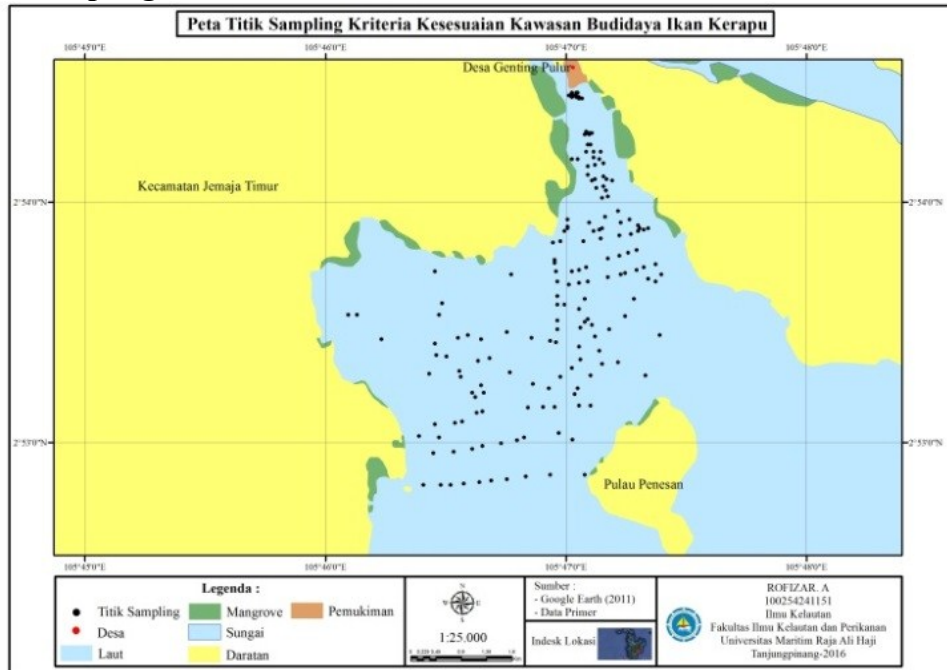 Peta Titik Sampling Kriteria Kesesuaian Kawasan Budidaya Ikan Kerapu
105°45'0"E 105°46'0"E 105°47'0"E 105°48'0"E
Desa Genting Pulur
Kecamatan Jemaja Timur
2°54'0"N 2°54'0"N
2°53'0"N 2°53'0"N
Pulau Penesan
105°45'0"E 105°46'0"E 105°47'0"E 105°48'0"E
Legenda :
Titik Sampling
Desa
Laut
Mangrove
Sungai
Daratan
Pemukiman
N
W E
S
1:25.000
Sumber :
- Google Earth (2011)
- Data Primer
Indesk Lokasi
ROFIZAR. A
100254241151
Ilmu Kelautan
Fakultas Ilmu Kelautan dan Perikanan
Universitas Maritim Raja Ali Haji
Tanjungpinang-2016